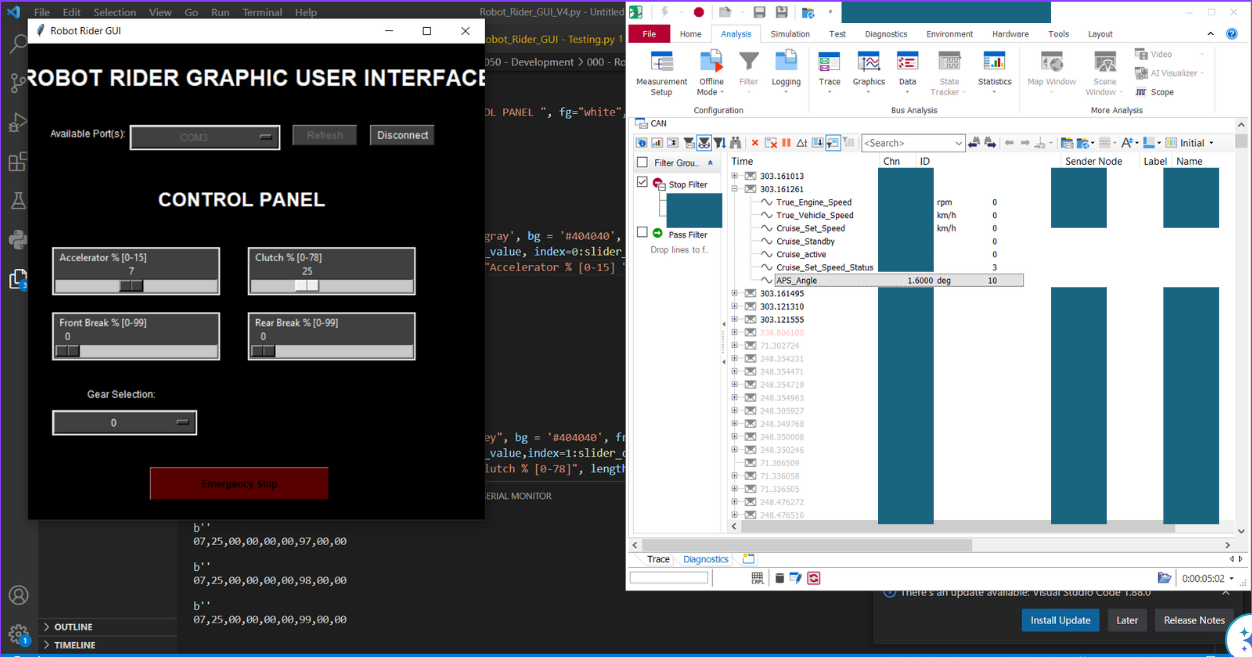 File Edit Selection View Go Run Terminal Help
Robot_Rider_GUI_V4.py - Untitled
Robot Rider GUI
obot_Rider_GUI - Testing.py 1
050 - Development > 000 - Ro
ROBOT RIDER GRAPHIC USER INTERFACE
OL PANEL ", fg="white",
Available Port(s):
COM3
Refresh
Disconnect
CONTROL PANEL
gray', bg = '#404040',
_value, index=0:slider_
"Accelerator % [0-15]
Accelerator % [0-15]
7
Clutch % [0-78]
25
Front Break % [0-99]
0
Rear Break % [0-99]
0
Gear Selection:
0
ey", bg = '#404040', fr
_value,index=1:slider_c
lutch % [0-78]", length
Emergency Stop
SERIAL MONITOR
b''
07,25,00,00,00,00,97,00,00
b''
07,25,00,00,00,00,98,00,00
b''
07,25,00,00,00,00,99,00,00
3
1
OUTLINE
TIMELINE
File Home Analysis Simulation Test Diagnostics Environment Hardware Tools Layout
Measurement Setup
Offline Mode
Filter
Logging
Trace
Graphics
Data
State Tracker
Statistics
Map Window
Scene Window
Video
AI Visualizer
Scope
Configuration
Bus Analysis
More Analysis
CAN
Δt
<Search>
Initial
Filter Grou..
Stop Filter
Pass Filter
Drop lines to f..
Time Chn ID Sender Node Label Name
303.161013
303.161261
True_Engine_Speed rpm 0
True_Vehicle_Speed km/h 0
Cruise_Set_Speed km/h 0
Cruise_Standby 0
Cruise_active 0
Cruise_Set_Speed_Status 3
APS_Angle 1.6000 deg 10
303.161495
303.121310
303.121555
239.898100
71.302724
248.354231
248.354471
248.354719
248.354963
248.305927
248.349768
248.350008
248.350246
71.306509
71.336058
71.336505
248.476272
248.476516
Trace Diagnostics
CAPL
0:00:05:02
There's an update available: Visual Studio Code 1.88.0
Install Update
Later
Release Notes